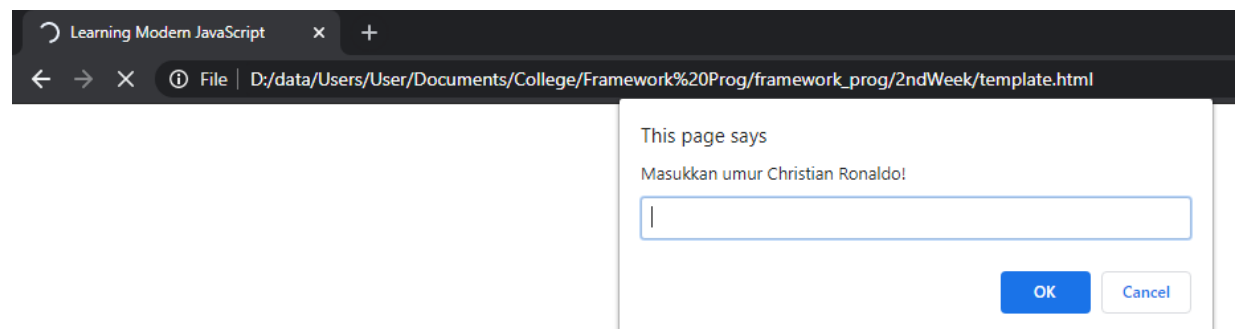 Learning Modern JavaScript
File | D:/data/Users/User/Documents/College/Framework%20Prog/framework_prog/2ndWeek/template.html
This page says
Masukkan umur Christian Ronaldo!
OK Cancel